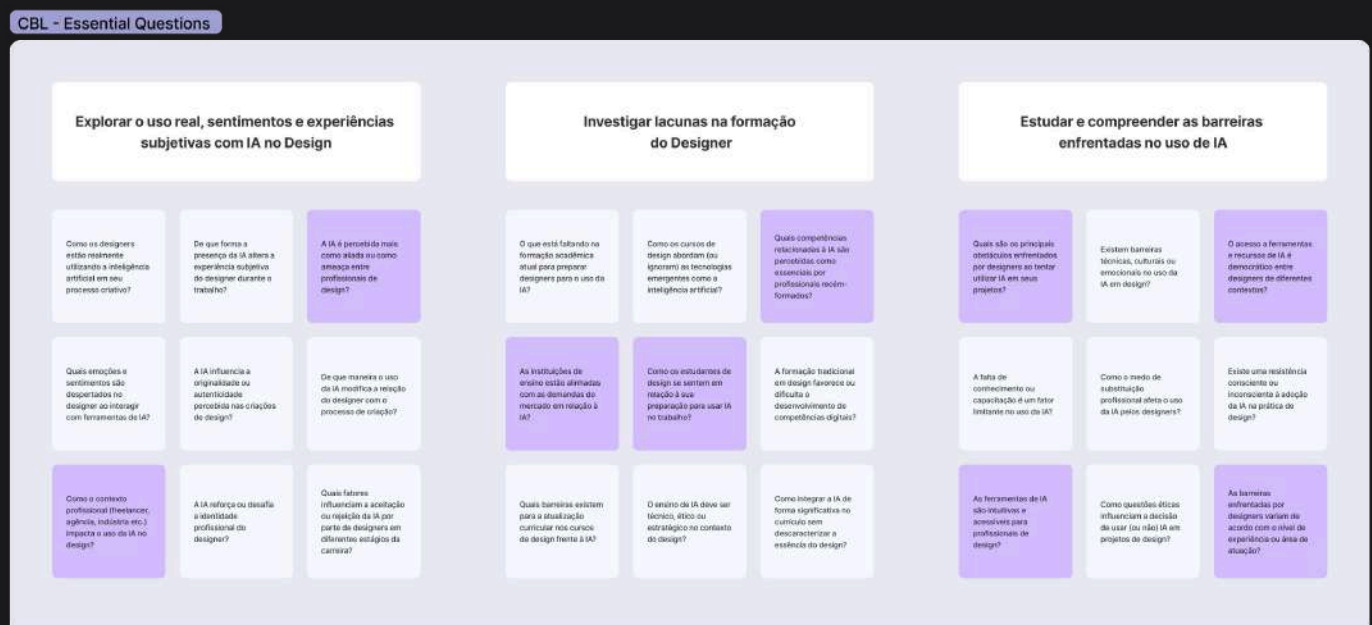 CBL - Essential Questions
Explorar o uso real, sentimentos e experiências
subjetivas com IA no Design
Como os designers
estão realmente
utilizando a inteligência
artificial em seu
processo criativo?
De que forma a
presença da IA altera a
experiência subjetiva
do designer durante o
trabalho?
A IA é percebida mais
como aliada ou como
ameaça entre
profissionais de
design?
Quais emoções e
sentimentos são
despertados no
designer ao interagir
com ferramentas de IA?
A IA influencia a
originalidade ou
autenticidade
percebida nas criações
de design?
De que maneira o uso
da IA modifica a relação
do designer com o
processo de criação?
Como o contexto
profissional (freelancer,
agência, indústria etc.)
impacta o uso da IA no
design?
A IA reforça ou desafia
a identidade
profissional do
designer?
Quais fatores
influenciam a aceitação
ou rejeição da IA por
parte de designers em
diferentes estágios da
carreira?
Investigar lacunas na formação
do Designer
O que está faltando na
formação acadêmica
atual para preparar
designers para o uso da
IA?
Como os cursos de
design abordam (ou
ignoram) as tecnologias
emergentes como a
inteligência artificial?
Quais competências
relacionadas à IA são
percebidas como
essenciais por
profissionais recém-
formados?
As instituições de
ensino estão alinhadas
com as demandas do
mercado em relação à
IA?
Como os estudantes de
design se sentem em
relação à sua
preparação para usar IA
no trabalho?
A formação tradicional
em design favorece ou
dificulta o
desenvolvimento de
competências digitais?
Quais barreiras existem
para a atualização
curricular nos cursos
de design frente à IA?
O ensino de IA deve ser
técnico, ético ou
estratégico no contexto
do design?
Como integrar a IA de
forma significativa no
currículo sem
descaracterizar a
essência do design?
Estudar e compreender as barreiras
enfrentadas no uso de IA
Quais são os principais
obstáculos enfrentados
por designers ao tentar
utilizar IA em seus
projetos?
Existem barreiras
técnicas, culturais ou
emocionais no uso da
IA em design?
O acesso a ferramentas
e recursos de IA é
democrático entre
designers de diferentes
contextos?
A falta de
conhecimento ou
capacitação é um fator
limitante no uso da IA?
Como o medo de
substituição
profissional afeta o uso
da IA pelos designers?
Existe uma resistência
consciente ou
inconsciente à adoção
da IA na prática de
design?
As ferramentas de IA
são intuitivas e
acessíveis para
profissionais de
design?
Como questões éticas
influenciam a decisão
de usar (ou não) IA em
projetos de design?
As barreiras
enfrentadas por
designers variam de
acordo com o nível de
experiência ou área de
atuação?